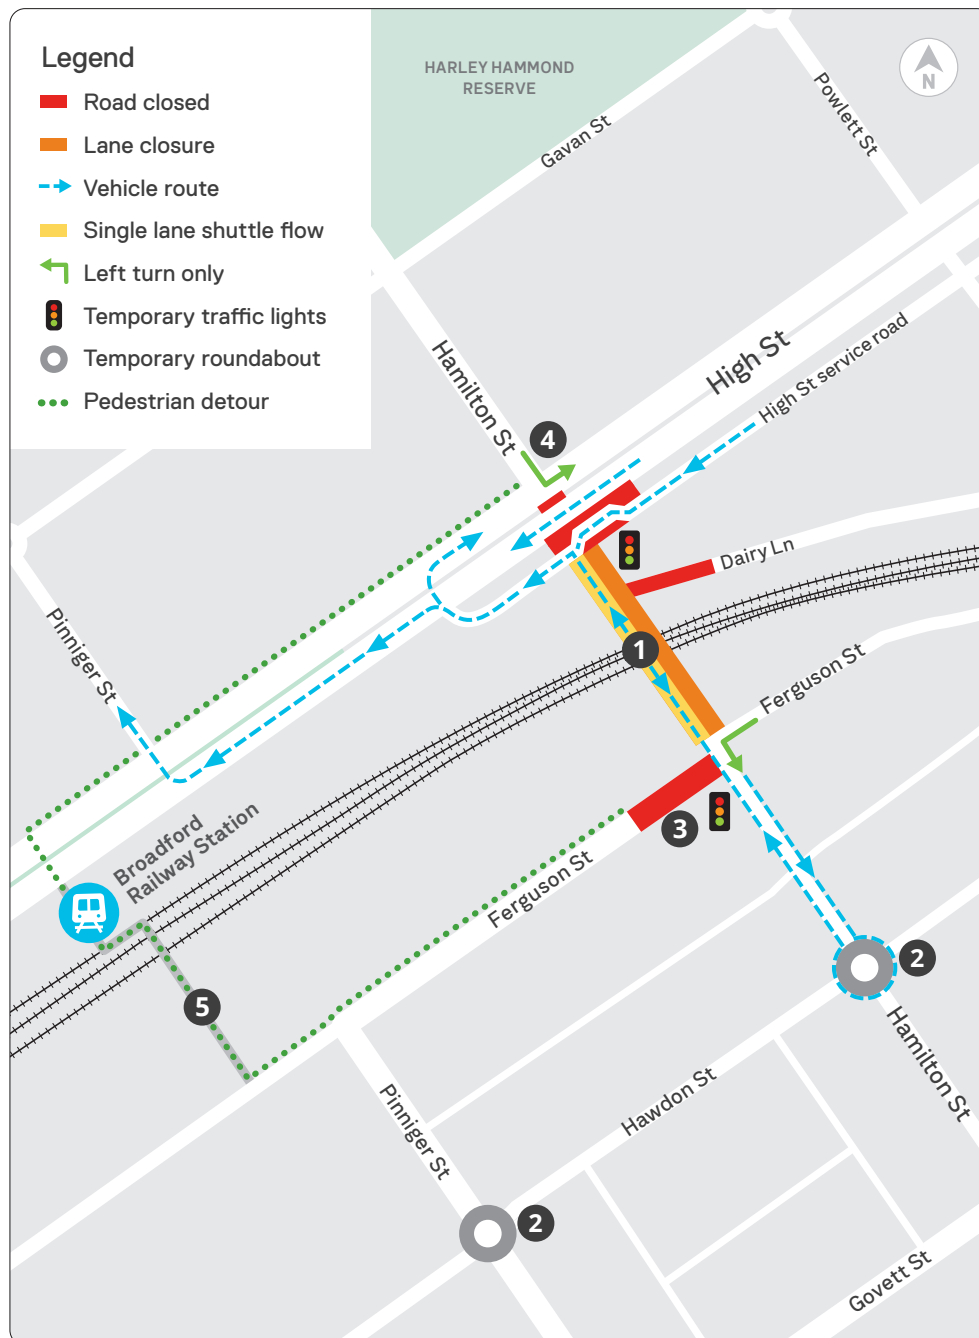 Legend
Road closed
Lane closure
Vehicle route
Single lane shuttle flow
Left turn only
Temporary traffic lights
Temporary roundabout
Pedestrian detour
HARLEY HAMMOND
RESERVE
N
Gavan St
Powlett St
High St
High St service road
Hamilton St
4
Dairy Ln
Pinniger St
1
Ferguson St
Broadford
Railway Station
3
Ferguson St
2
5
Hamilton St
Hawdon St
Pinniger St
2
Govett St